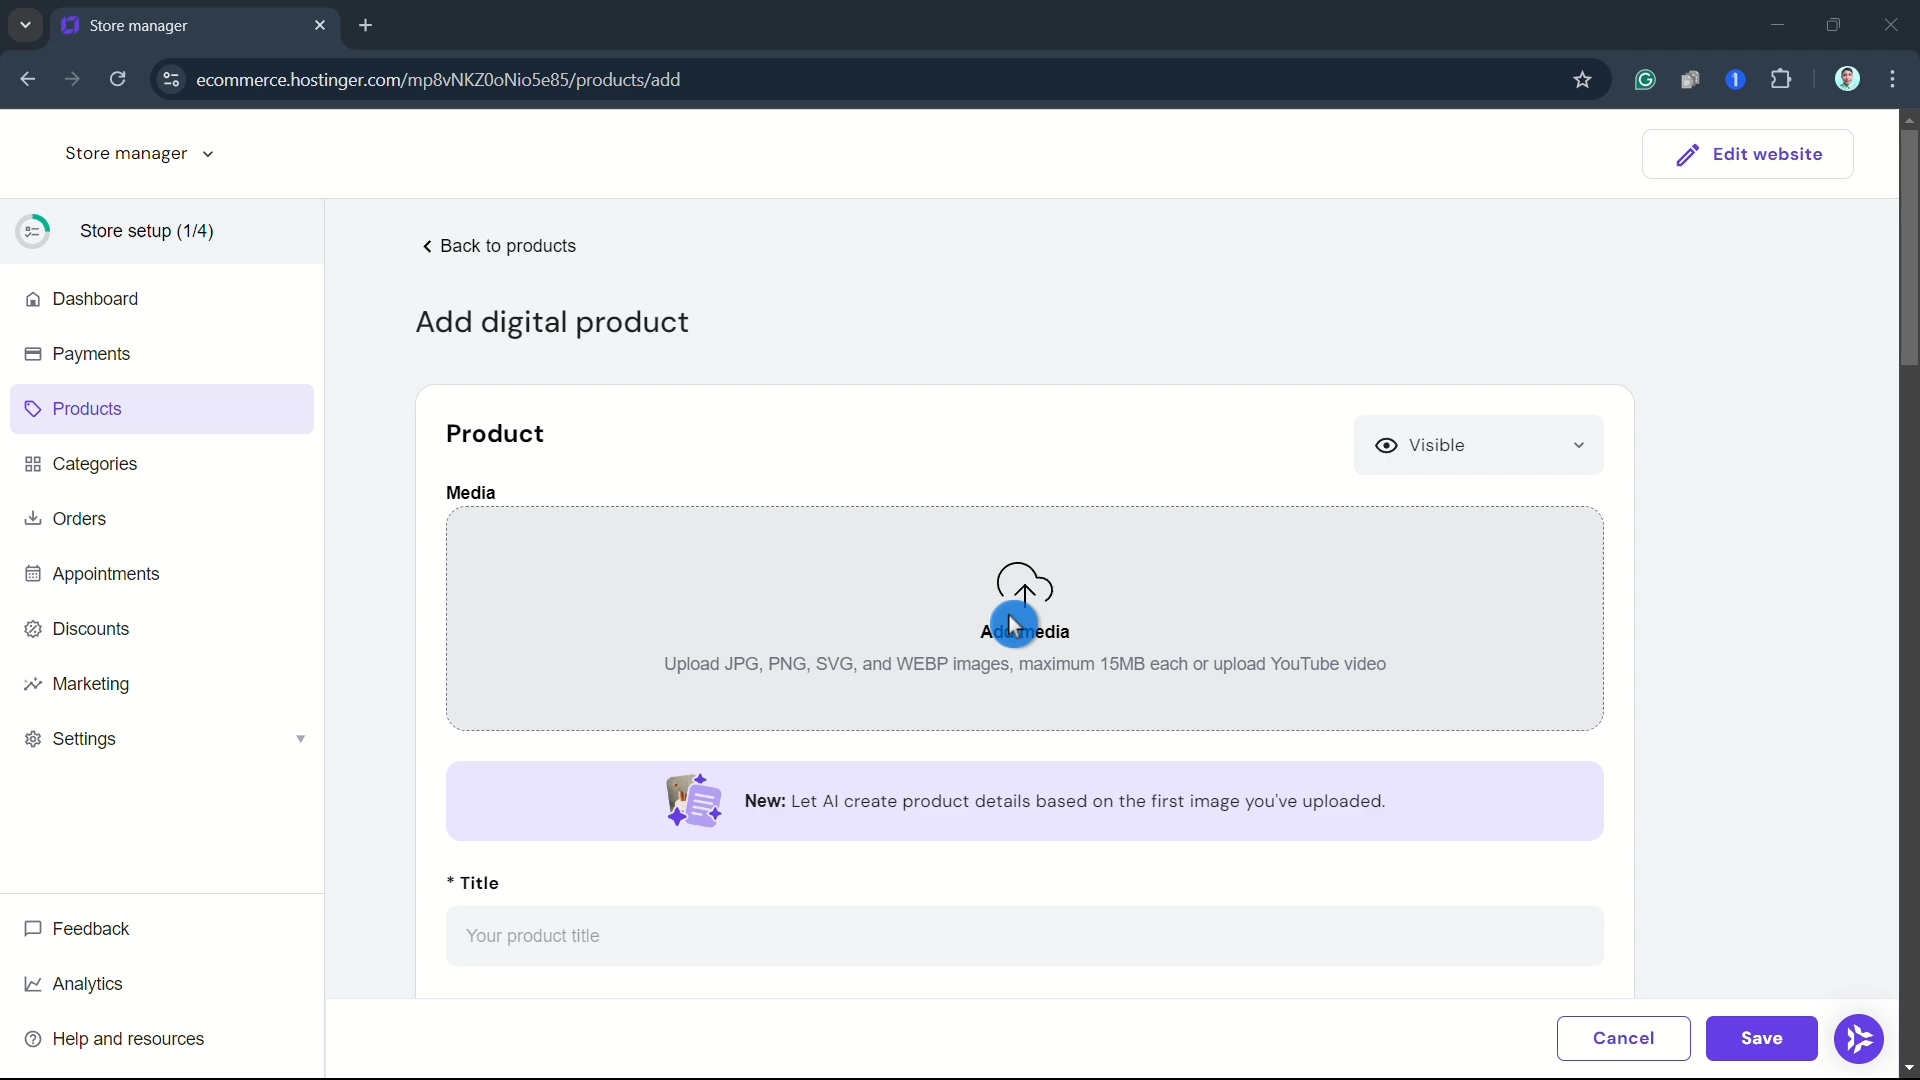 Store manager
ecommerce.hostinger.com/mp8vNKZ0oNio5e85/products/add
Store manager
Edit website
Store setup (1/4)
Dashboard
Payments
Products
Categories
Orders
Appointments
Discounts
Marketing
Settings
Feedback
Analytics
Help and resources
Back to products
Add digital product
Product
Visible
Media
Add media
Upload JPG, PNG, SVG, and WEBP images, maximum 15MB each or upload YouTube video
New: Let AI create product details based on the first image you've uploaded.
* Title
Your product title
Cancel
Save